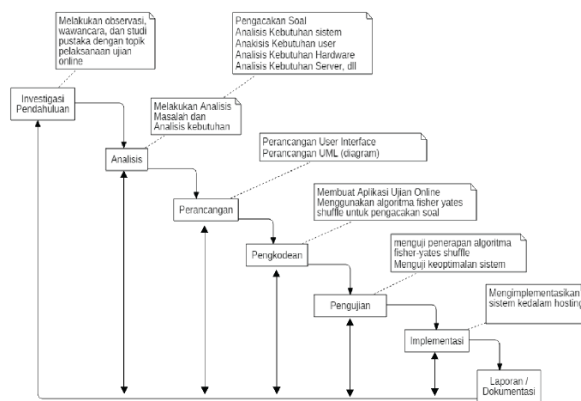 Melakukan observasi,
wawancara, dan studi
pustaka dengan topik
pelaksanaan ujian
online
Pengacakan Soal
Analisis Kebutuhan sistem
Anakisis Kebutuhan user
Analisis Kebutuhan Hardware
Analisis Kebutuhan Server, dll
Investigasi
Pendahuluan
Melakukan Analisis
Masalah dan
Analisis kebutuhan
Analisis
Perancangan User Interface
Perancangan UML (diagram)
Perancangan
Membuat Aplikasi Ujian Online
Menggunakan algoritma fisher yates
shuffle untuk pengacakan soal
Pengkodean
menguji penerapan algoritma
fisher-yates shuffle
Menguji keoptimalan sistem
Pengujian
Mengimplementasikan
sistem kedalam hosting
Implementasi
Laporan /
Dokumentasi